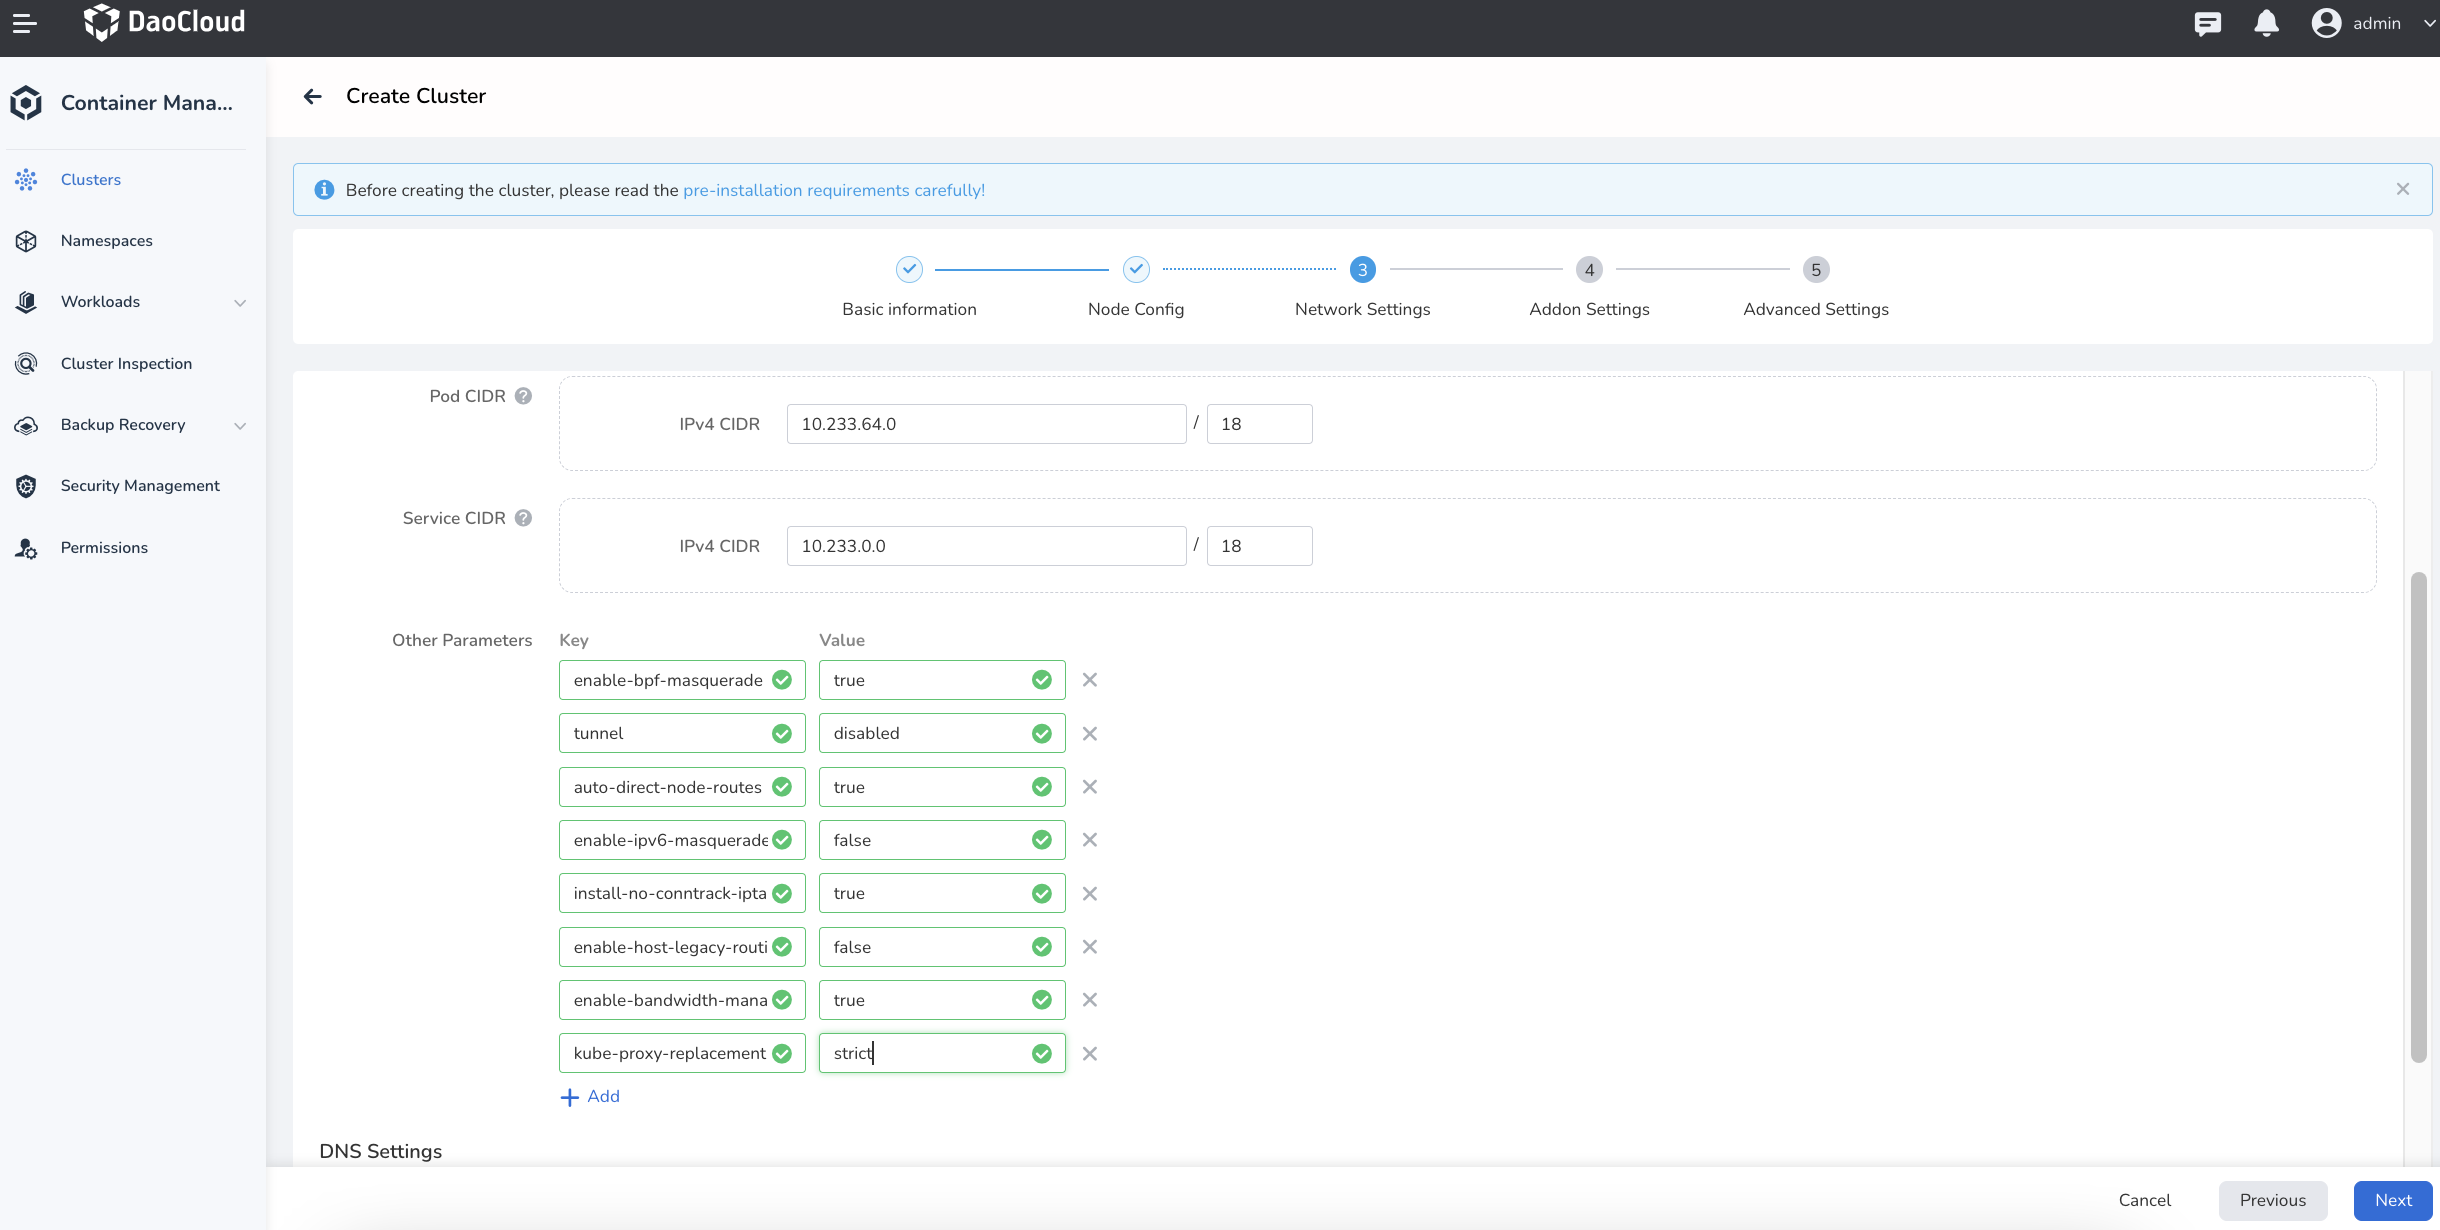 DaoCloud
admin
Container Mana...
Create Cluster
Clusters
Namespaces
Workloads
Cluster Inspection
Backup Recovery
Security Management
Permissions
Before creating the cluster, please read the pre-installation requirements carefully!
3
4
5
Basic information
Node Config
Network Settings
Addon Settings
Advanced Settings
Pod CIDR ?
IPv4 CIDR 10.233.64.0 / 18
Service CIDR ?
IPv4 CIDR 10.233.0.0 / 18
Other Parameters Key Value
enable-bpf-masquerade true
tunnel disabled
auto-direct-node-routes true
enable-ipv6-masquerade false
install-no-conntrack-ipta true
enable-host-legacy-routi false
enable-bandwidth-mana true
kube-proxy-replacement strict
+ Add
DNS Settings
Cancel Previous Next